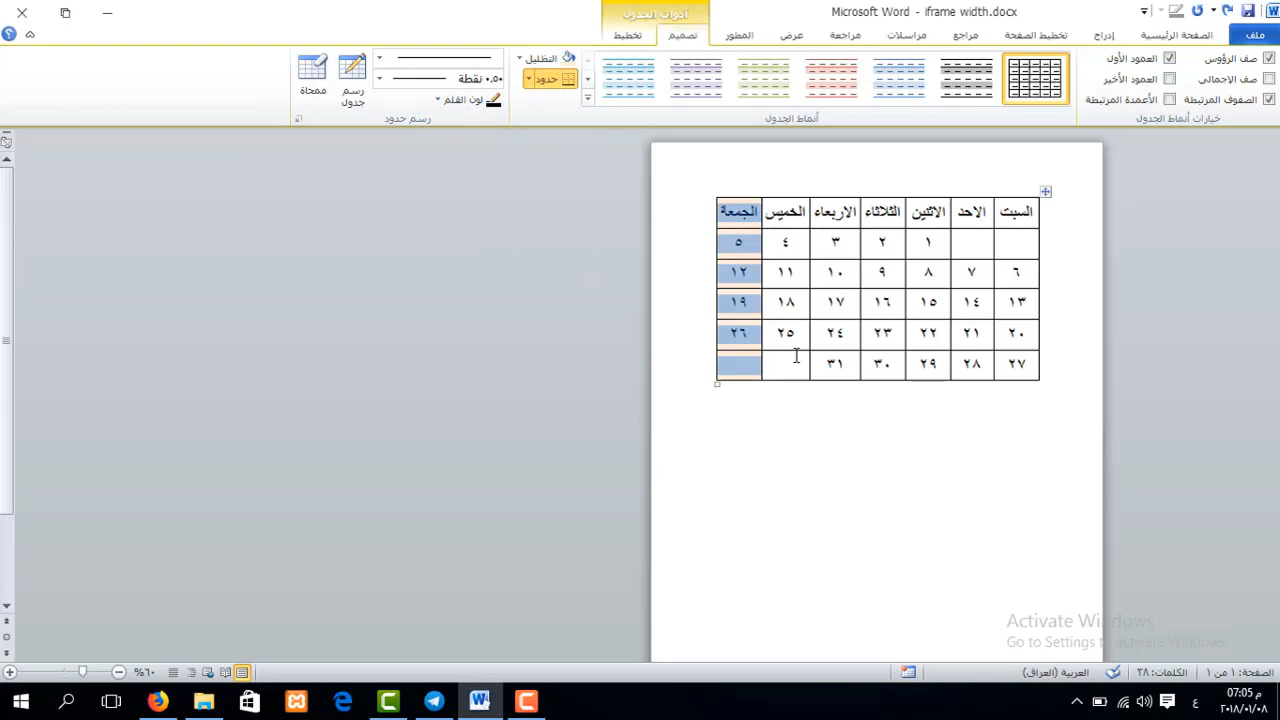 Microsoft Word - iframe width.docx
أدوات الجدول
ملف
الصفحة الرئيسية
إدراج
تخطيط الصفحة
مراجع
مراسلات
مراجعة
عرض
المطور
تصميم
تخطيط
صف الرؤوس
العمود الأول
صف الاجمالي
العمود الأخير
الصفوف المرتبطة
الأعمدة المرتبطة
خيارات أنماط الجدول
أنماط الجدول
التظليل
حدود
٠.٥٠ نقطة
لون القلم
رسم جدول
ممحاة
رسم حدود
السبت الاحد الاثنين الثلاثاء الاربعاء الخميس الجمعة
١ ٢ ٣ ٤ ٥
٦ ٧ ٨ ٩ ١٠ ١١ ١٢
١٣ ١٤ ١٥ ١٦ ١٧ ١٨ ١٩
٢٠ ٢١ ٢٢ ٢٣ ٢٤ ٢٥ ٢٦
٢٧ ٢٨ ٢٩ ٣٠ ٣١
Activate Windows
Go to Settings to activate Windows.
الصفحة: ١ من ١
الكلمات: ٣٨
العربية (العراق)
٦٠%
ع
07:05 م
٢٠١٨/٠١/٠٨